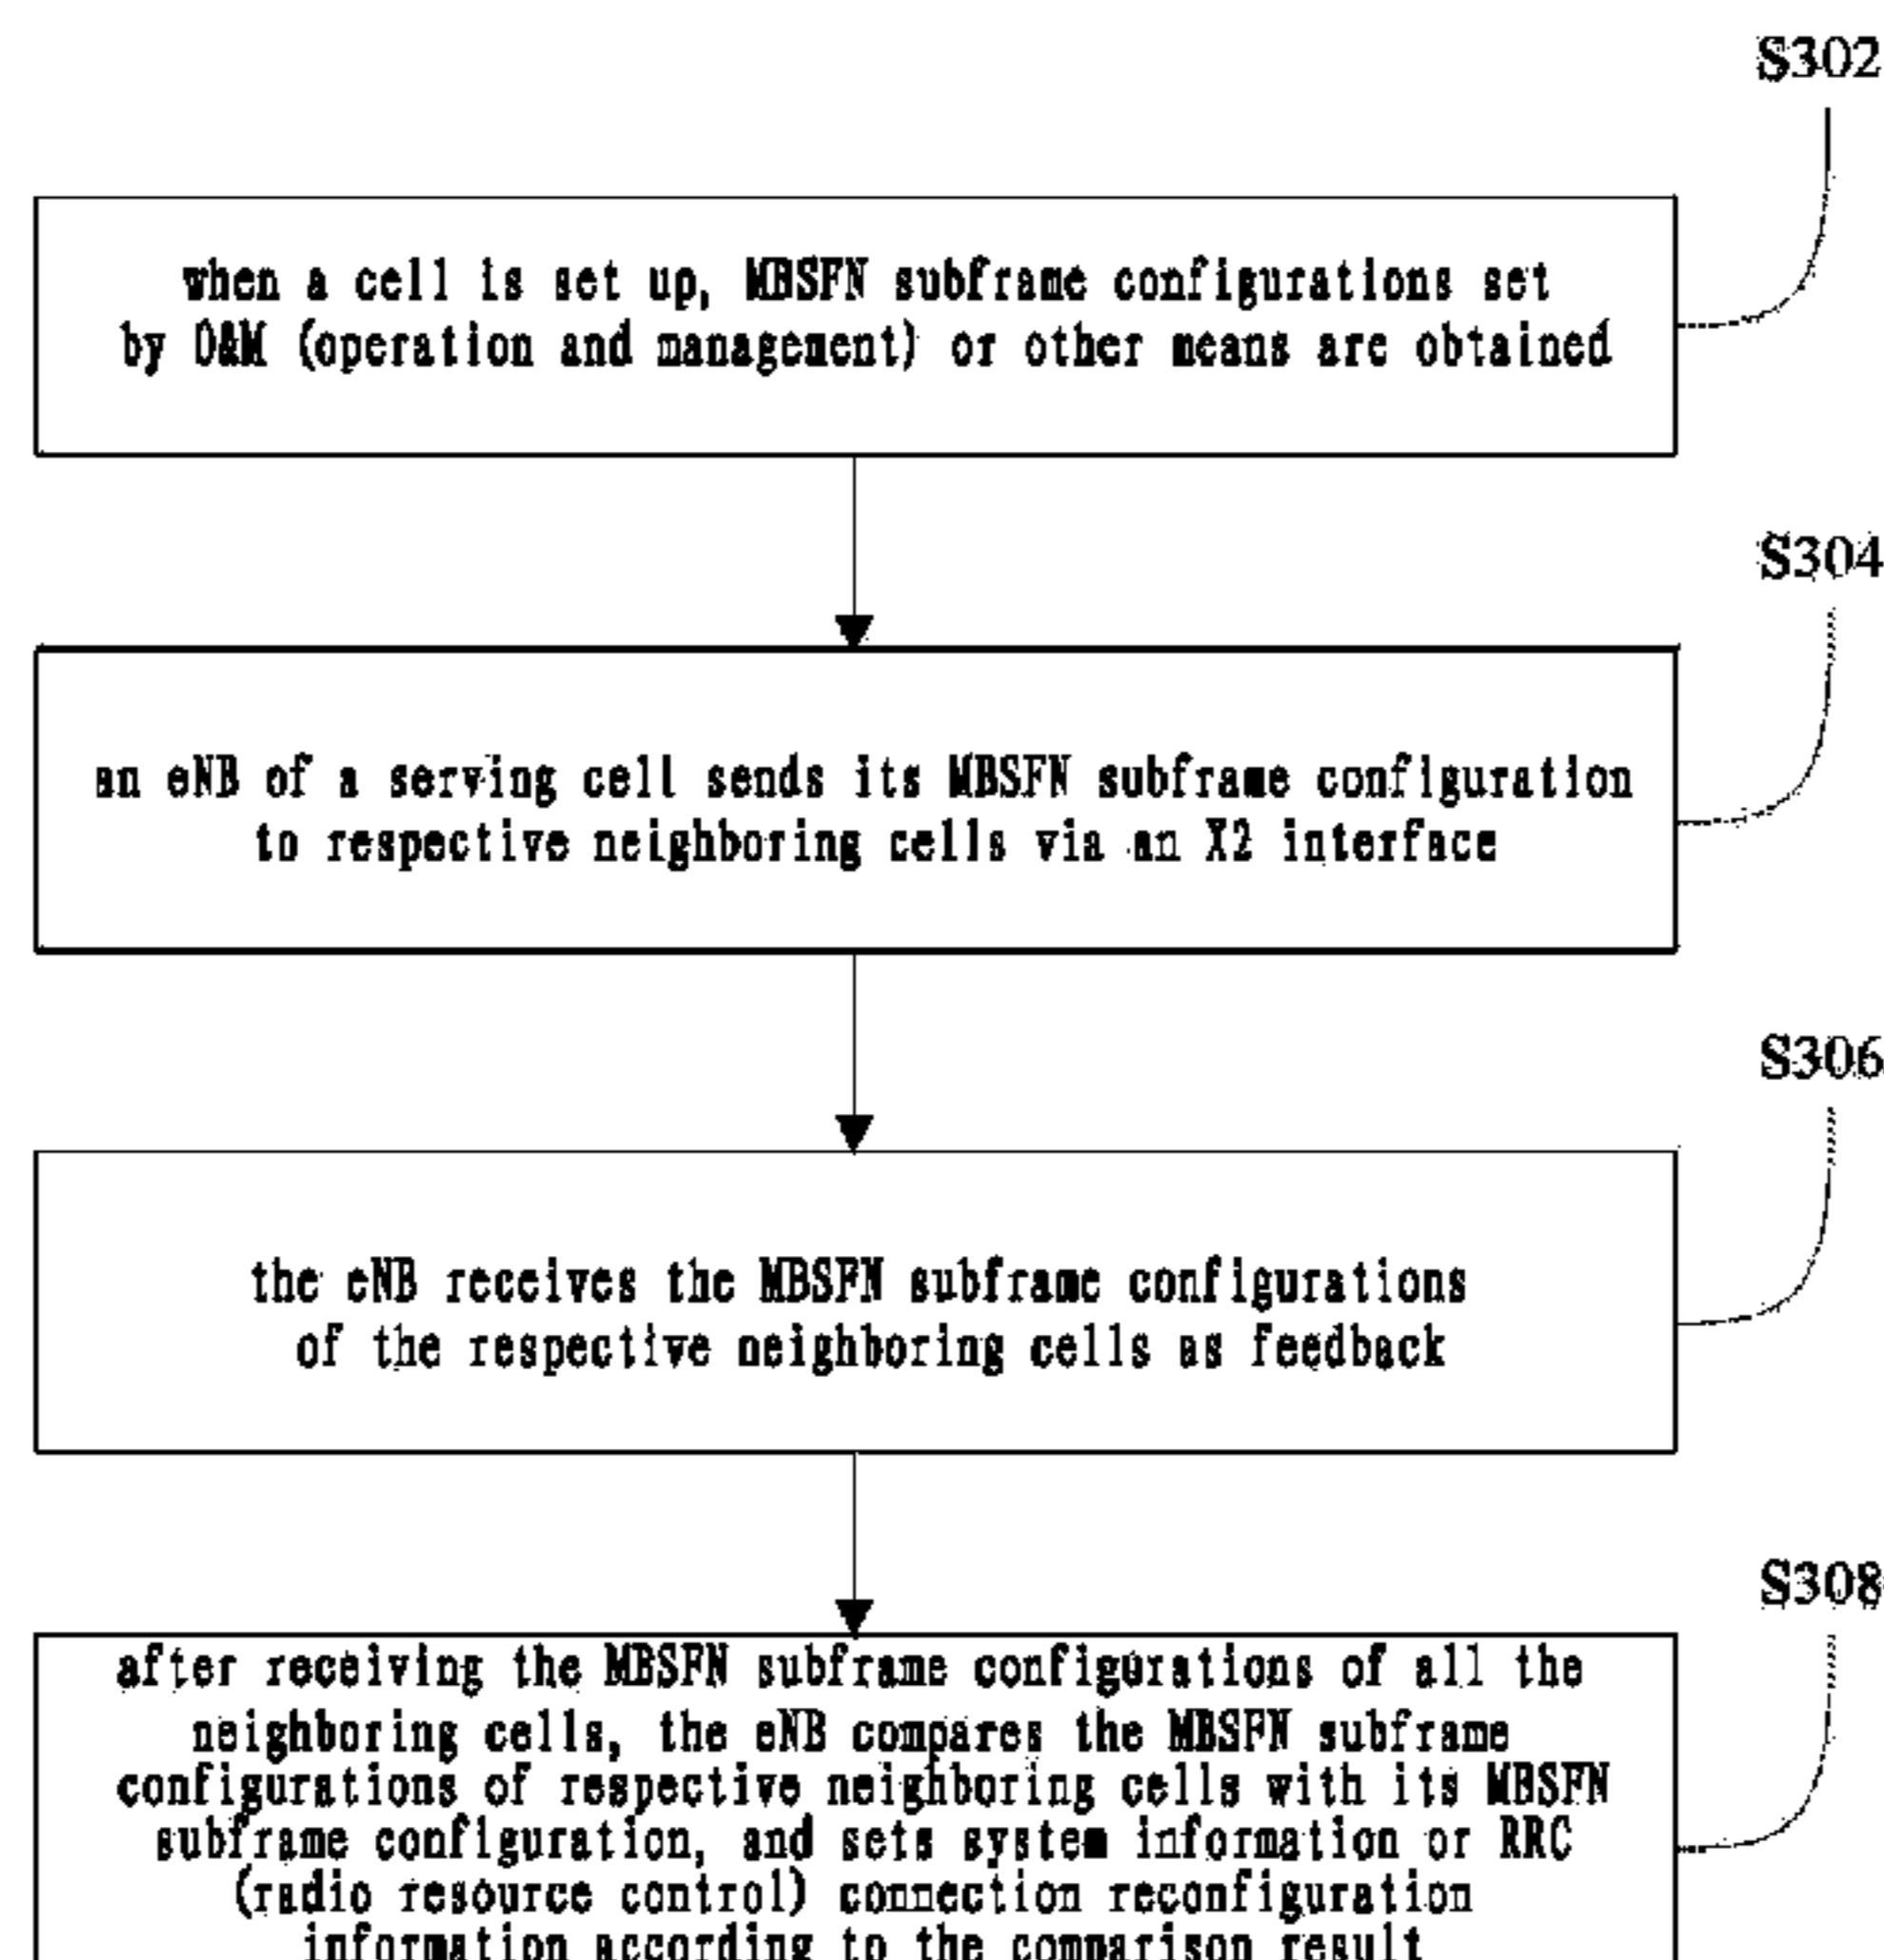 S302
when a cell is set up, MBSFN subframe configurations set
by O&M (operation and management) or other means are obtained
S304
an eNB of a serving cell sends its MBSFN subframe configuration
to respective neighboring cells via an X2 interface
S306
the eNB receives the MBSFN subframe configurations
of the respective neighboring cells as feedback
S308
after receiving the MBSFN subframe configurations of all the
neighboring cells, the eNB compares the MBSFN subframe
configurations of respective neighboring cells with its MBSFN
subframe configuration, and sets system information or RRC
(radio resource control) connection reconfiguration
information according to the comparison result